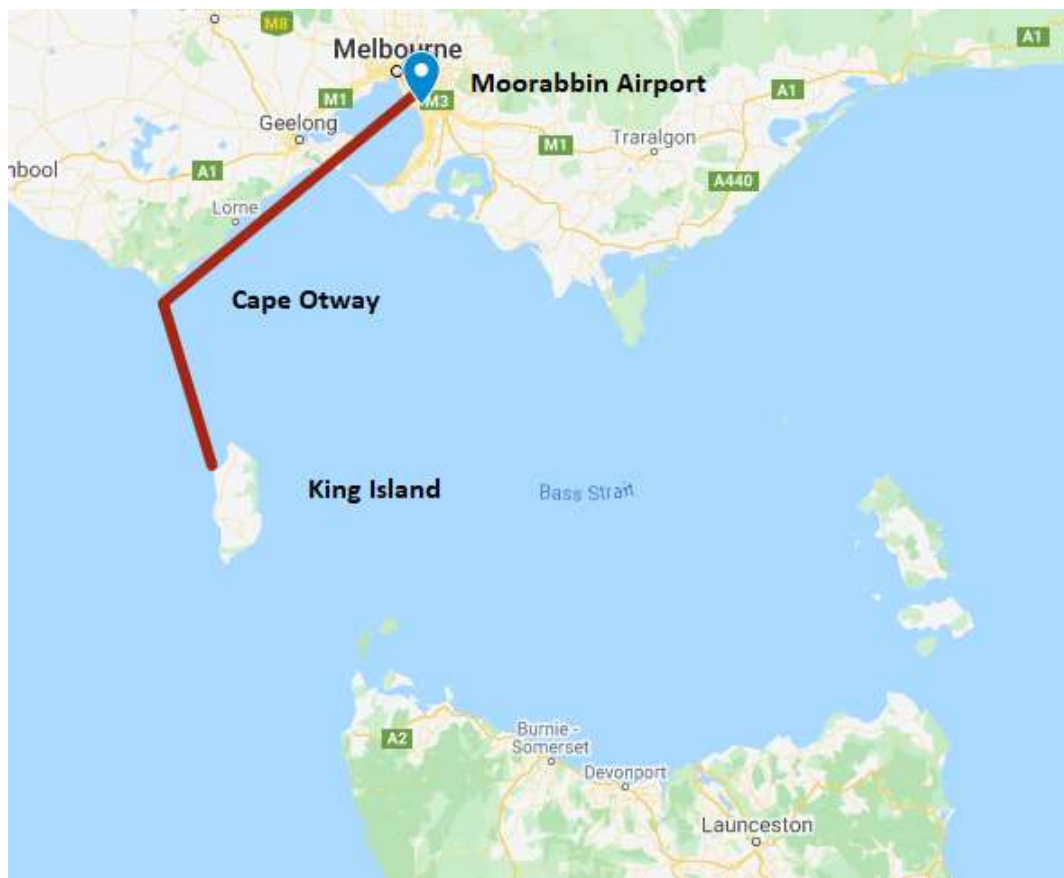 M8
A1
Melbourne
Moorabbin Airport
M1
M3
A1
Geelong
M1
Traralgon
nbool
A1
A440
Lorne
Cape Otway
King Island
Bass Strait
A2
Burnie -
Somerset
Devonport
Launceston